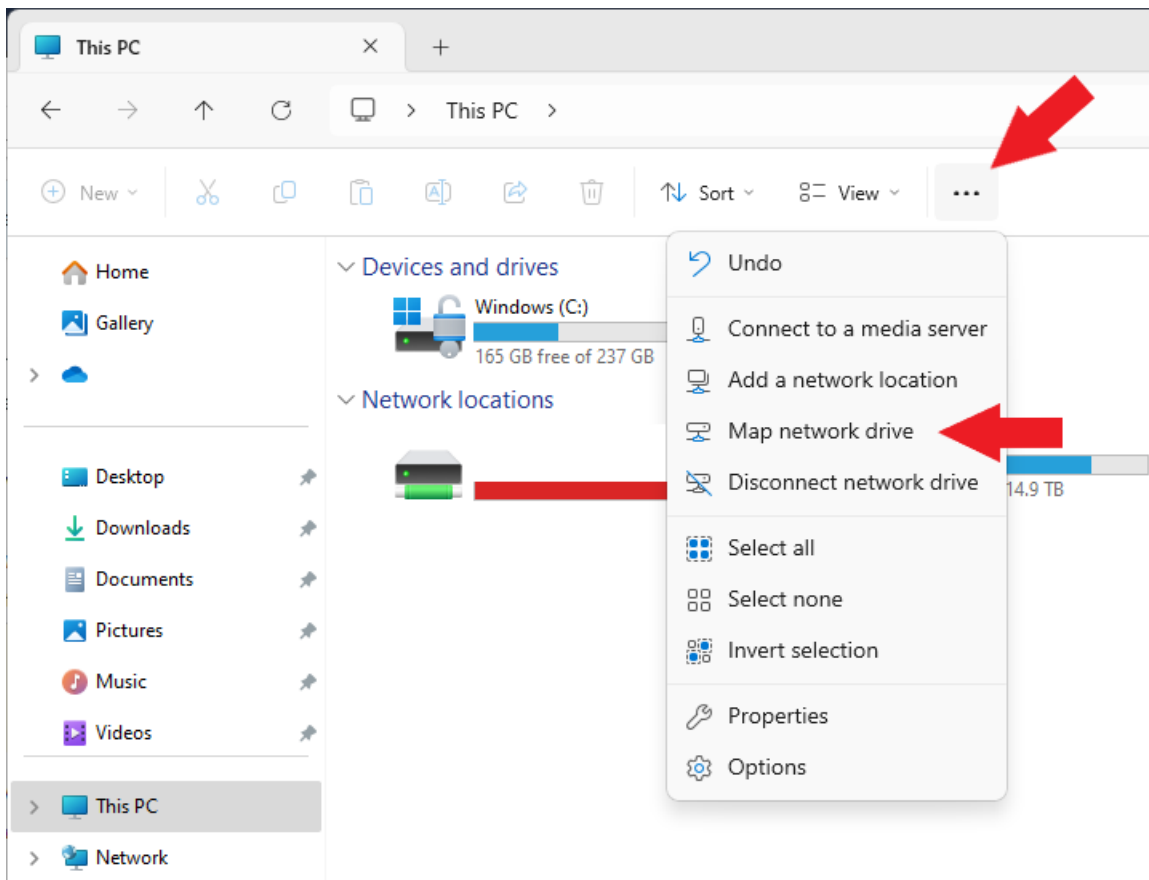 This PC
This PC
New
Sort
View
Home
Gallery
Desktop
Downloads
Documents
Pictures
Music
Videos
This PC
Network
Devices and drives
Windows (C:)
165 GB free of 237 GB
Network locations
14.9 TB
Undo
Connect to a media server
Add a network location
Map network drive
Disconnect network drive
Select all
Select none
Invert selection
Properties
Options